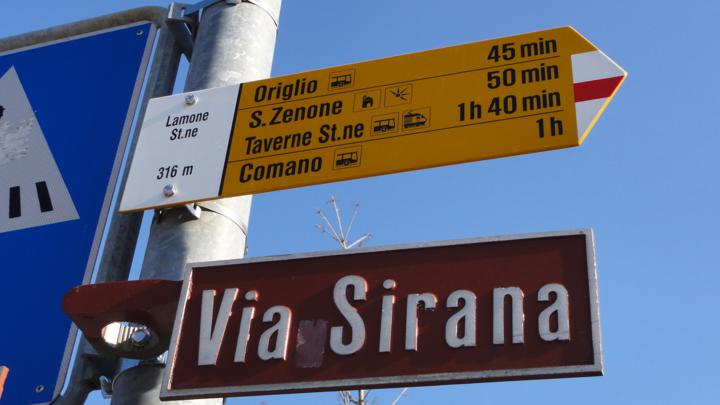 Lamone
St.ne
316 m
Origlio 45 min
S. Zenone 50 min
Taverne St.ne 1h 40 min
Comano 1h
Via Sirana